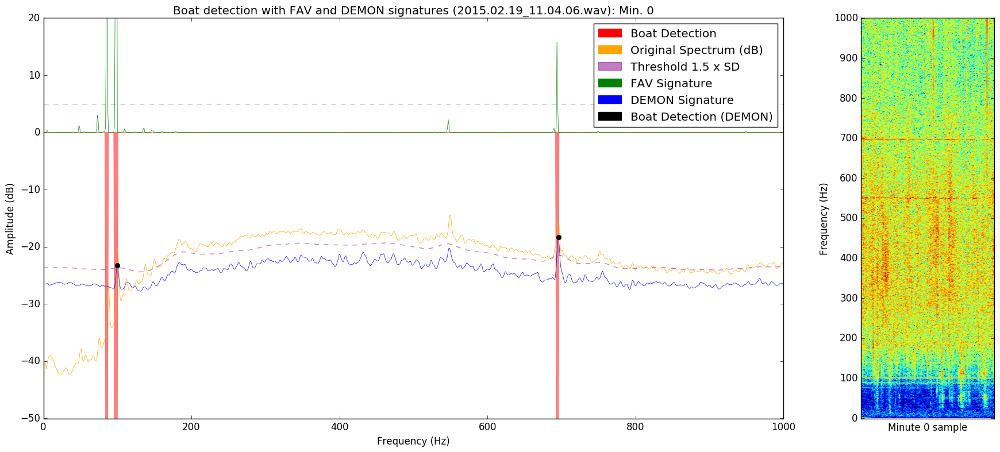 Boat detection with FAV and DEMON signatures (2015.02.19_11.04.06.wav): Min. 0
Boat Detection
Original Spectrum (dB)
Threshold 1.5 x SD
FAV Signature
DEMON Signature
Boat Detection (DEMON)
Amplitude (dB)
20
10
0
−10
−20
−30
−40
−50
0 200 400 600 800 1000
Frequency (Hz)
Frequency (Hz)
1000
900
800
700
600
500
400
300
200
100
0
Minute 0 sample